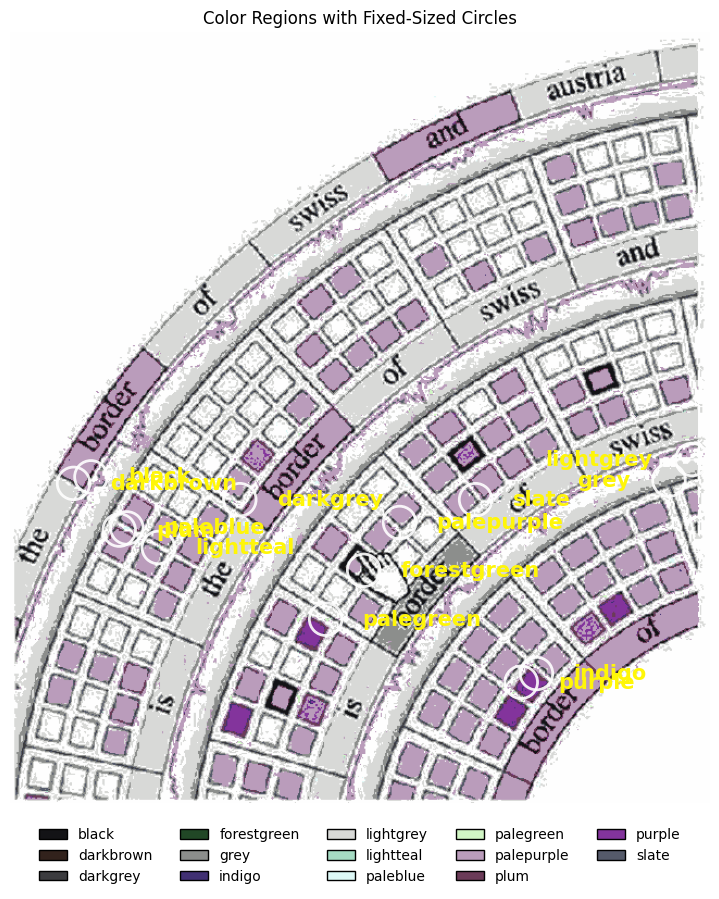 Color Regions with Fixed-Sized Circles
austria
and
swiss
of
border
the
and
swiss
of
border
the
is
swiss
of
is
of
border
lightgrey
grey
black
darkbrown
darkgrey
slate
paleblue
plum
palepurple
lightteal
forestgreen
palegreen
indigo
purple
black forestgreen lightgrey palegreen purple
darkbrown grey lightteal palepurple slate
darkgrey indigo paleblue plum